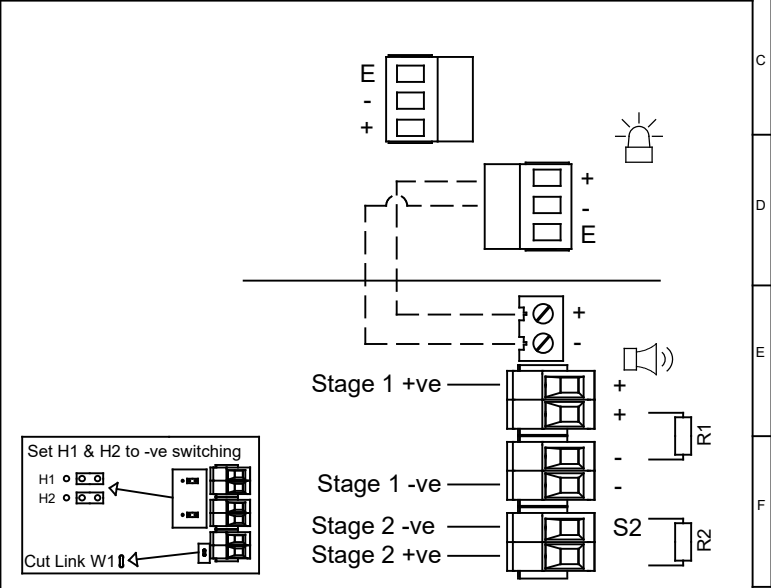 C
E
-
+
+
-
E
D
+
-
E
Stage 1 +ve
+
+
R1
Set H1 & H2 to -ve switching
H1
H2
-
Stage 1 -ve
-
F
Stage 2 -ve
S2
Stage 2 +ve
R2
Cut Link W1